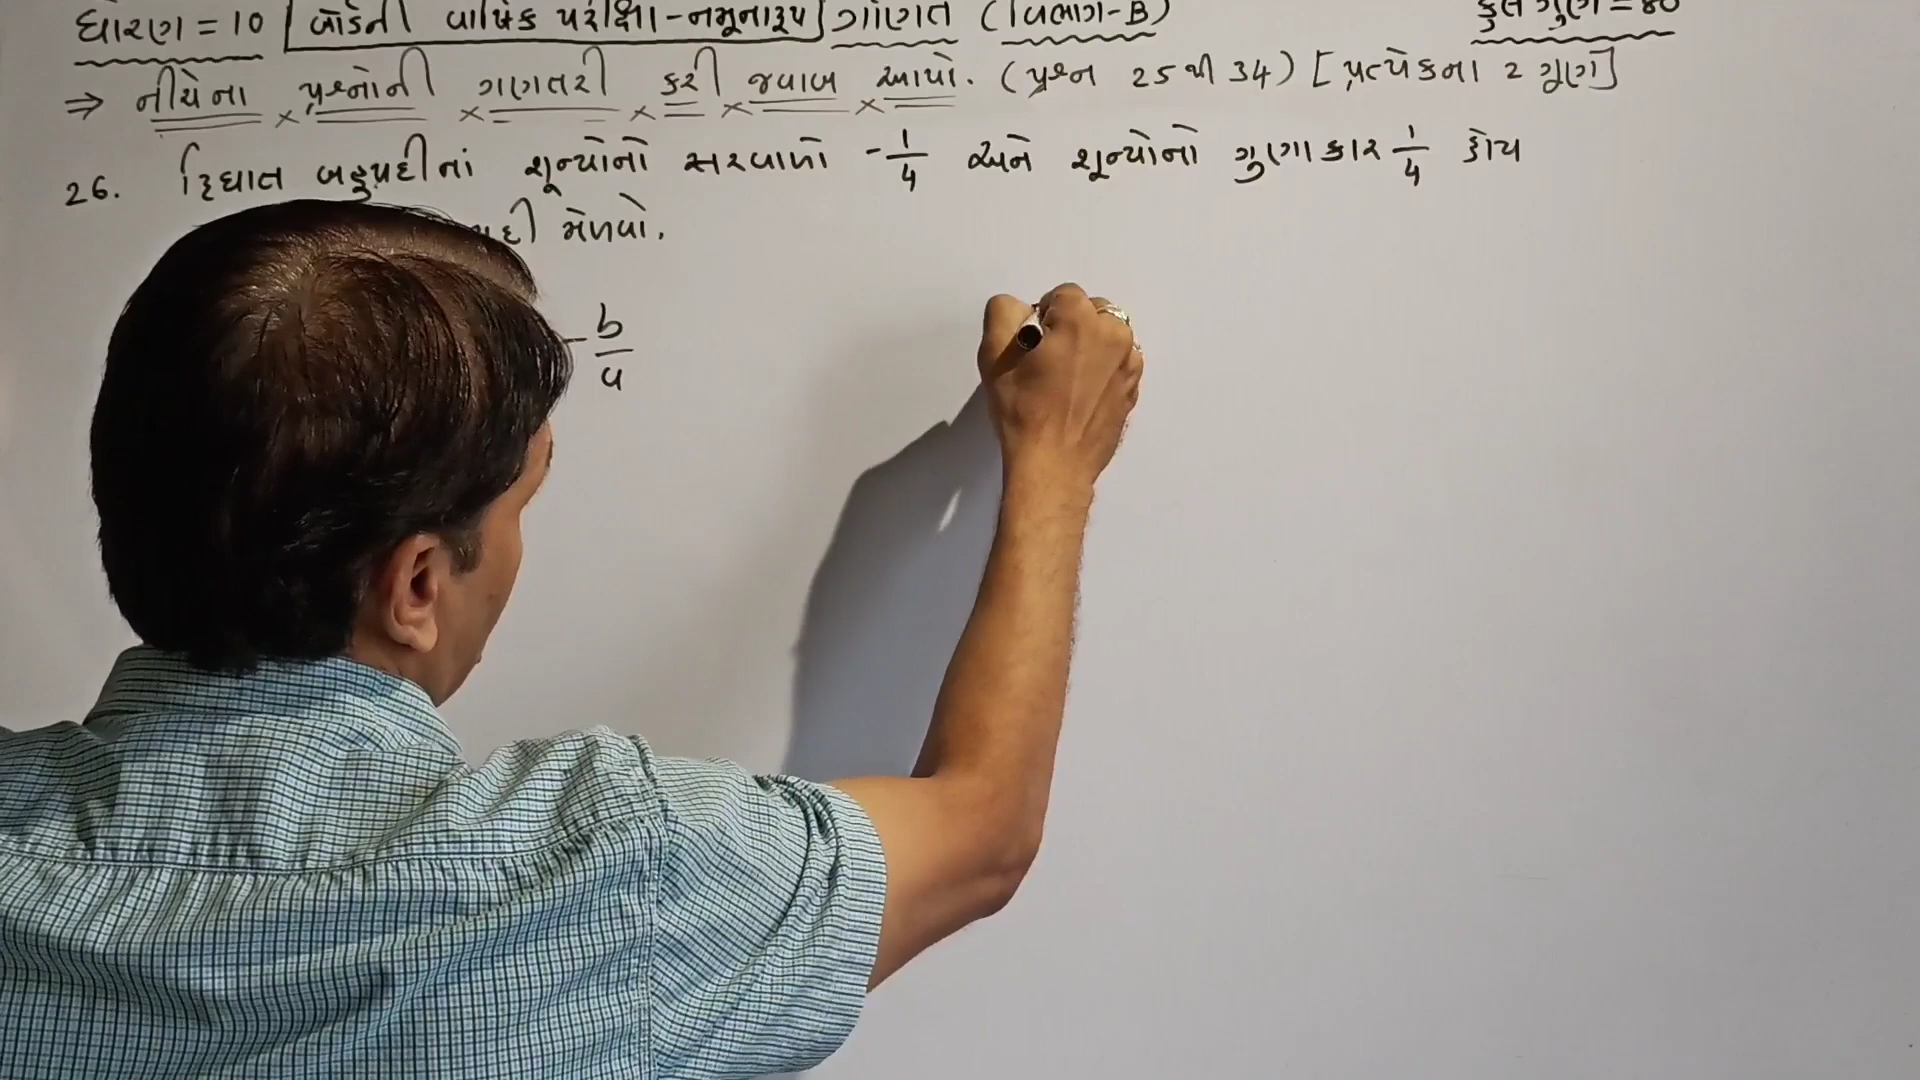 ધોરણ = 10 બોર્ડની વાર્ષિક પરીક્ષા - નમૂનારૂપ ગણિત (વિભાગ-B) કુલ ગુણ = 80
⇒ નીચેના × પ્રશ્નોની × ગણતરી × કરી × જવાબ × આપો. (પ્રશ્ન 25 થી 34) [પ્રત્યેકના 2 ગુણ]
26. દ્વિઘાત બહુપદીનાં શૂન્યોનો સરવાળો -1/4 અને શૂન્યોનો ગુણાકાર 1/4 હોય
મેળવો.
- b/a